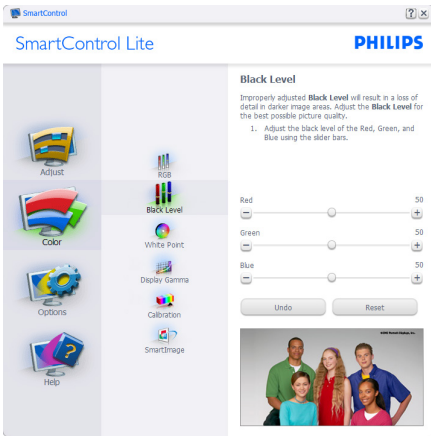 SmartControl
SmartControl Lite
PHILIPS
Adjust
Color
Options
Help
RGB
Black Level
White Point
Display Gamma
Calibration
SmartImage
Black Level
Improperly adjusted Black Level will result in a loss of
detail in darker image areas. Adjust the Black Level for
the best possible picture quality.
1. Adjust the black level of the Red, Green, and
Blue using the slider bars.
Red 50
Green 50
Blue 50
Undo Reset